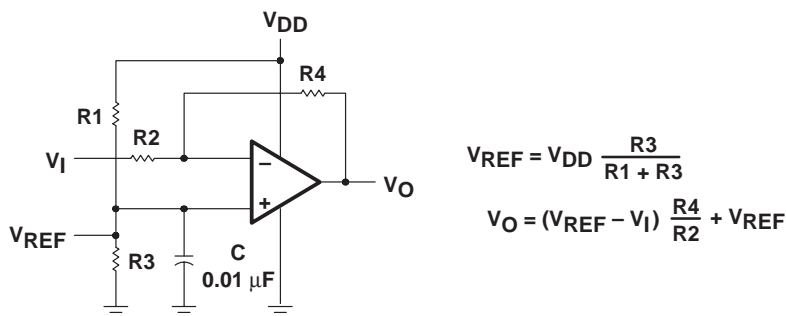 VDD
R4
R1
R2
VI
−
+
VO
VREF
R3
C
0.01 μF
VREF = VDD R3 / R1 + R3
VO = (VREF − VI) R4 / R2 + VREF